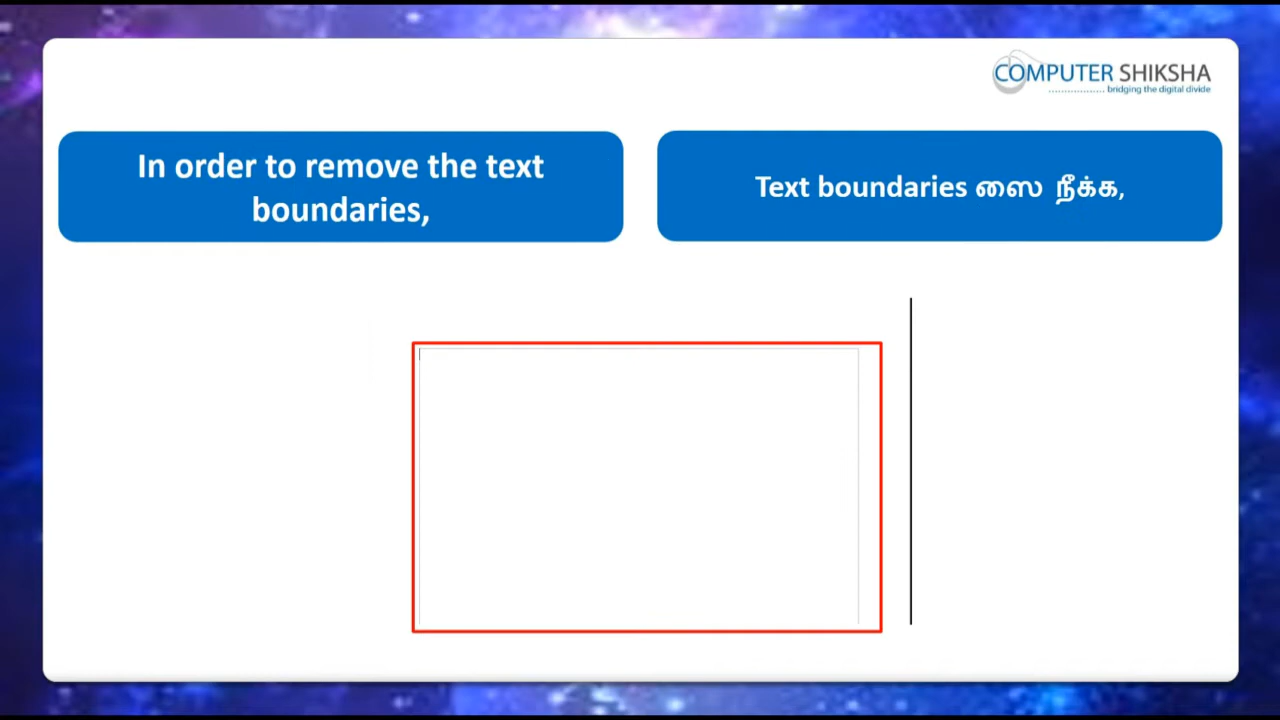 COMPUTER SHIKSHA
bridging the digital divide
In order to remove the text
boundaries,
Text boundaries ஸை நீக்க,